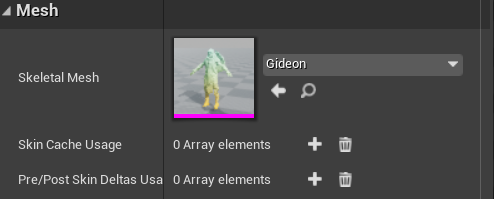 Mesh
Skeletal Mesh
Gideon
Skin Cache Usage
0 Array elements
Pre/Post Skin Deltas Usa
0 Array elements